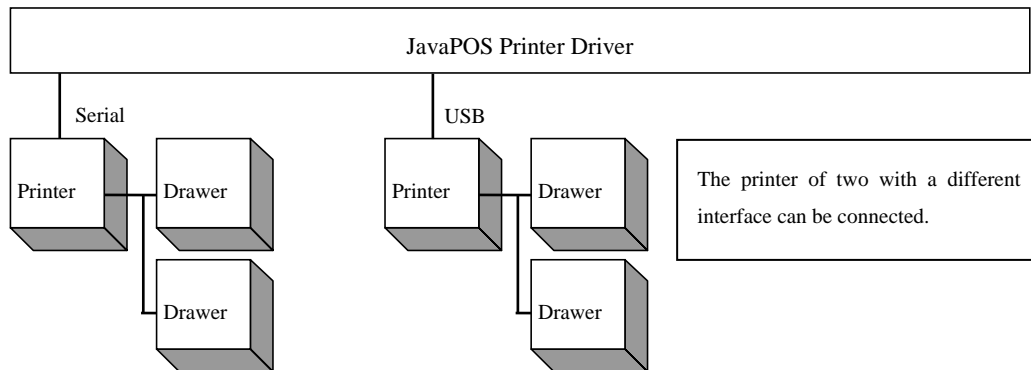 JavaPOS Printer Driver
Serial
USB
Printer
Drawer
Printer
Drawer
The printer of two with a different
interface can be connected.
Drawer
Drawer